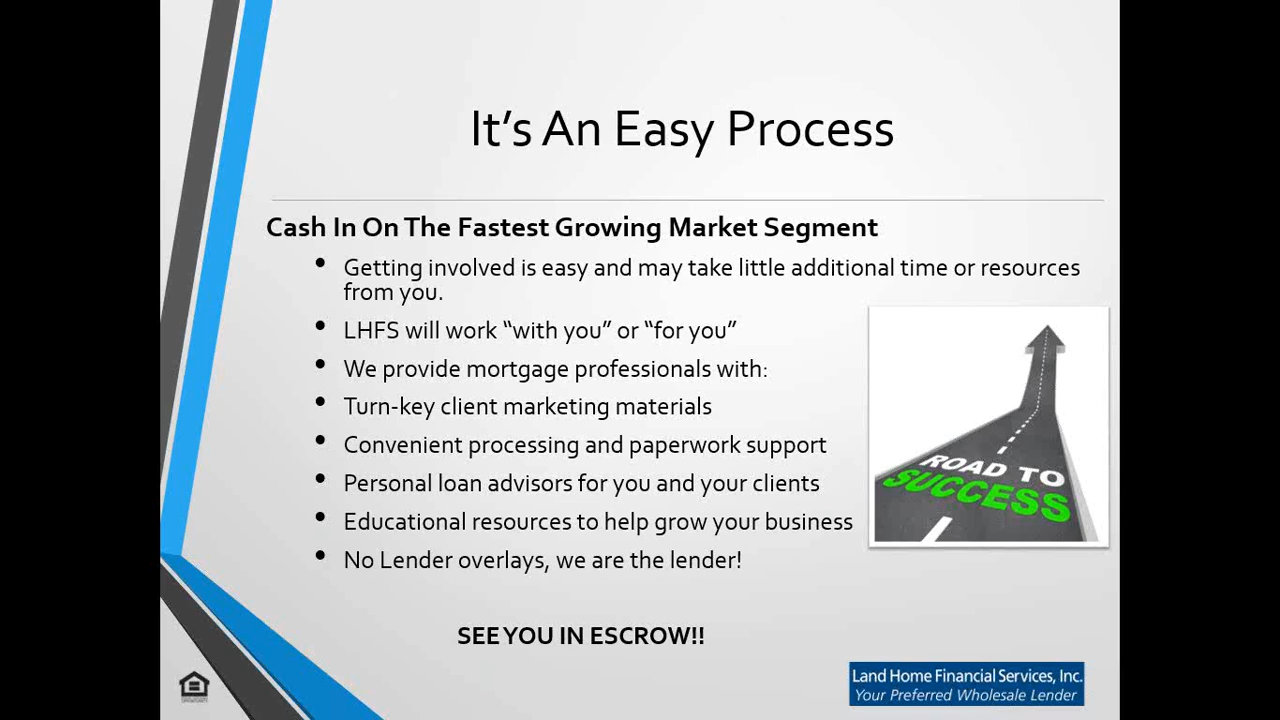 It’s An Easy Process
Cash In On The Fastest Growing Market Segment
• Getting involved is easy and may take little additional time or resources
from you.
• LHFS will work “with you” or “for you”
• We provide mortgage professionals with:
• Turn-key client marketing materials
• Convenient processing and paperwork support
• Personal loan advisors for you and your clients
• Educational resources to help grow your business
• No Lender overlays, we are the lender!
ROAD TO
SUCCESS
SEE YOU IN ESCROW!!
Land Home Financial Services, Inc.
Your Preferred Wholesale Lender